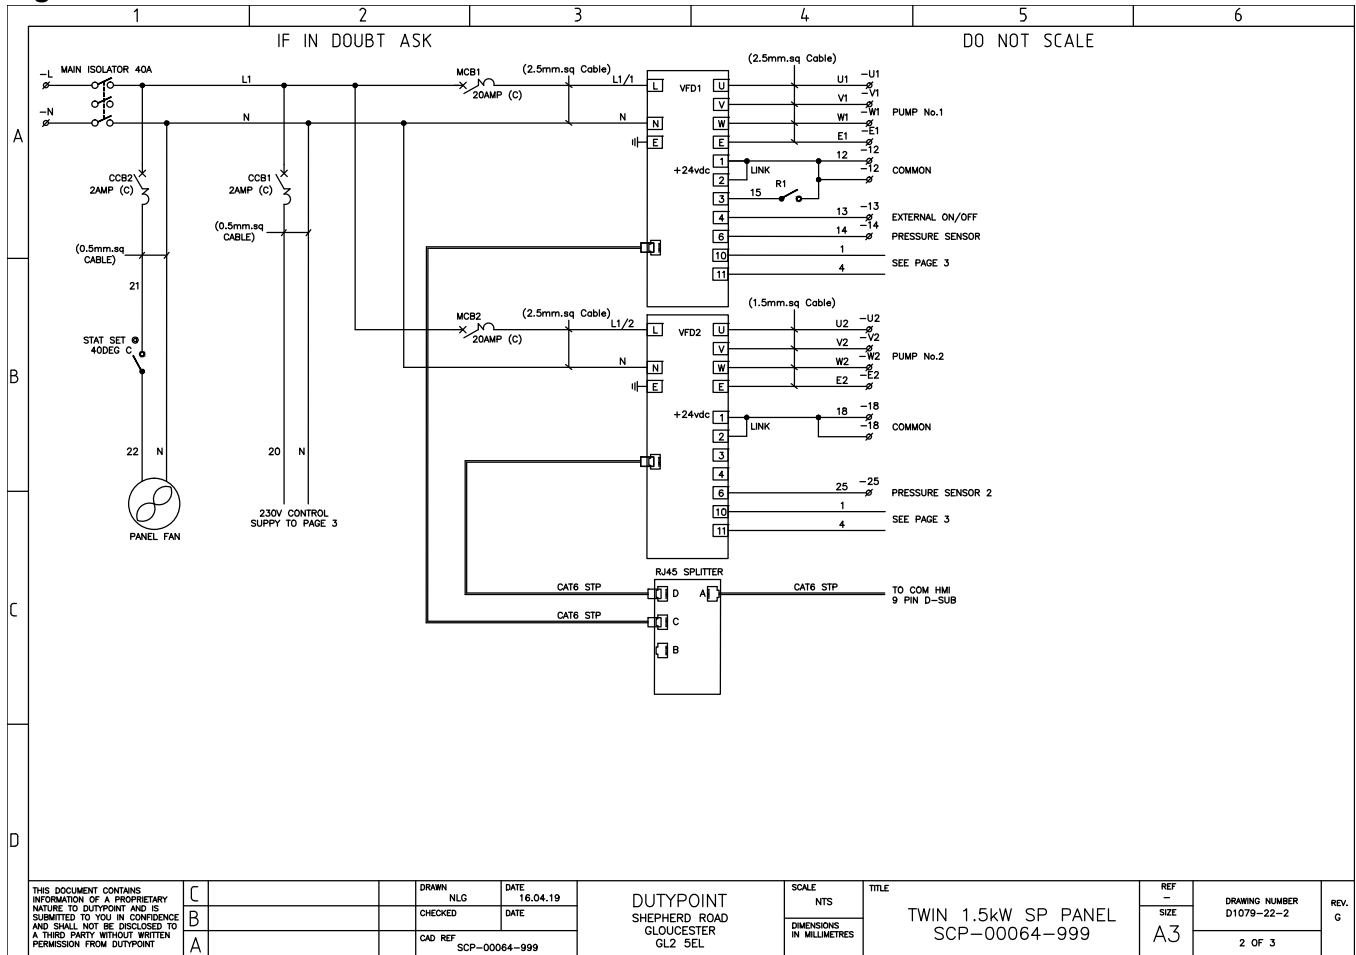 1 2 3 4 5 6
IF IN DOUBT ASK
DO NOT SCALE
A
B
C
D
-L
MAIN ISOLATOR 40A
-N
L1
N
CCB2
2AMP (C)
CCB1
2AMP (C)
(0.5mm.sq
CABLE)
(0.5mm.sq
CABLE)
21
STAT SET
40DEG C
22
N
20
N
PANEL FAN
230V CONTROL
SUPPY TO PAGE 3
MCB1
20AMP (C)
(2.5mm.sq Cable)
L1/1
N
L
N
E
VFD1
+24vdc
U
V
W
E
1
2
3
4
6
10
11
(2.5mm.sq Cable)
U1
-U1
V1
-V1
W1
-W1
E1
-E1
PUMP No.1
12
-12
-12
COMMON
LINK
R1
15
13
-13
EXTERNAL ON/OFF
14
-14
PRESSURE SENSOR
1
4
SEE PAGE 3
MCB2
20AMP (C)
(2.5mm.sq Cable)
L1/2
N
L
N
E
VFD2
+24vdc
U
V
W
E
1
2
3
4
6
10
11
(1.5mm.sq Cable)
U2
-U2
V2
-V2
W2
-W2
E2
-E2
PUMP No.2
18
-18
-18
COMMON
LINK
25
-25
PRESSURE SENSOR 2
1
4
SEE PAGE 3
RJ45 SPLITTER
CAT6 STP
D
A
CAT6 STP
C
B
CAT6 STP
TO COM HMI
9 PIN D-SUB
THIS DOCUMENT CONTAINS
INFORMATION OF A PROPRIETARY
NATURE TO DUTYPOINT AND IS
SUBMITTED TO YOU IN CONFIDENCE
AND SHALL NOT BE DISCLOSED TO
A THIRD PARTY WITHOUT WRITTEN
PERMISSION FROM DUTYPOINT
C
B
A
DRAWN
NLG
DATE
16.04.19
CHECKED
DATE
CAD REF
SCP-00064-999
DUTYPOINT
SHEPHERD ROAD
GLOUCESTER
GL2 5EL
SCALE
NTS
DIMENSIONS
IN MILLIMETRES
TITLE
TWIN 1.5kW SP PANEL
SCP-00064-999
REF
-
SIZE
A3
DRAWING NUMBER
D1079-22-2
2 OF 3
REV.
G